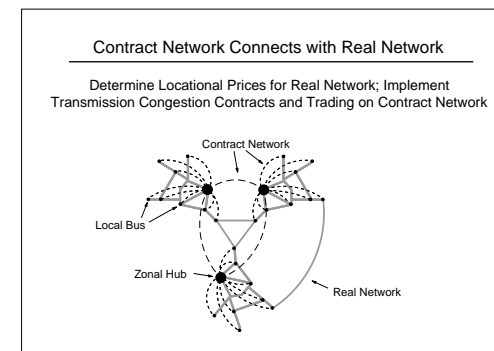 Contract Network Connects with Real Network
Determine Locational Prices for Real Network; Implement
Transmission Congestion Contracts and Trading on Contract Network
Contract Network
Local Bus
Zonal Hub
Real Network